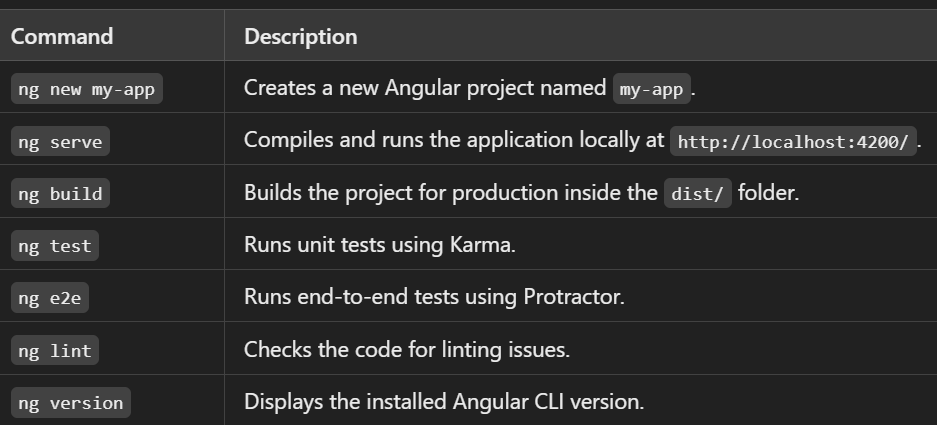 Command Description
ng new my-app Creates a new Angular project named my-app.
ng serve Compiles and runs the application locally at http://localhost:4200/.
ng build Builds the project for production inside the dist/ folder.
ng test Runs unit tests using Karma.
ng e2e Runs end-to-end tests using Protractor.
ng lint Checks the code for linting issues.
ng version Displays the installed Angular CLI version.